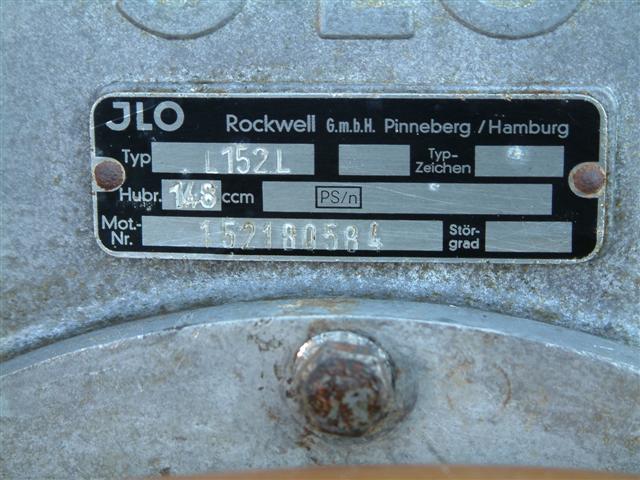 JLO Rockwell G.m.b.H. Pinneberg /Hamburg
Typ L152L Typ-Zeichen
Hubr. 148 ccm PS/n
Mot.-Nr. 152180584 Stör-grad